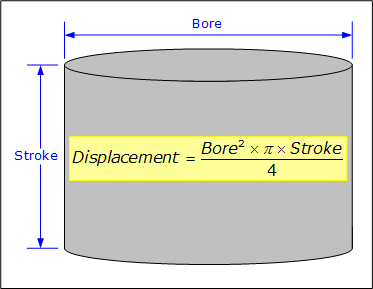 Bore
Stroke
Displacement = Bore² × π × Stroke / 4